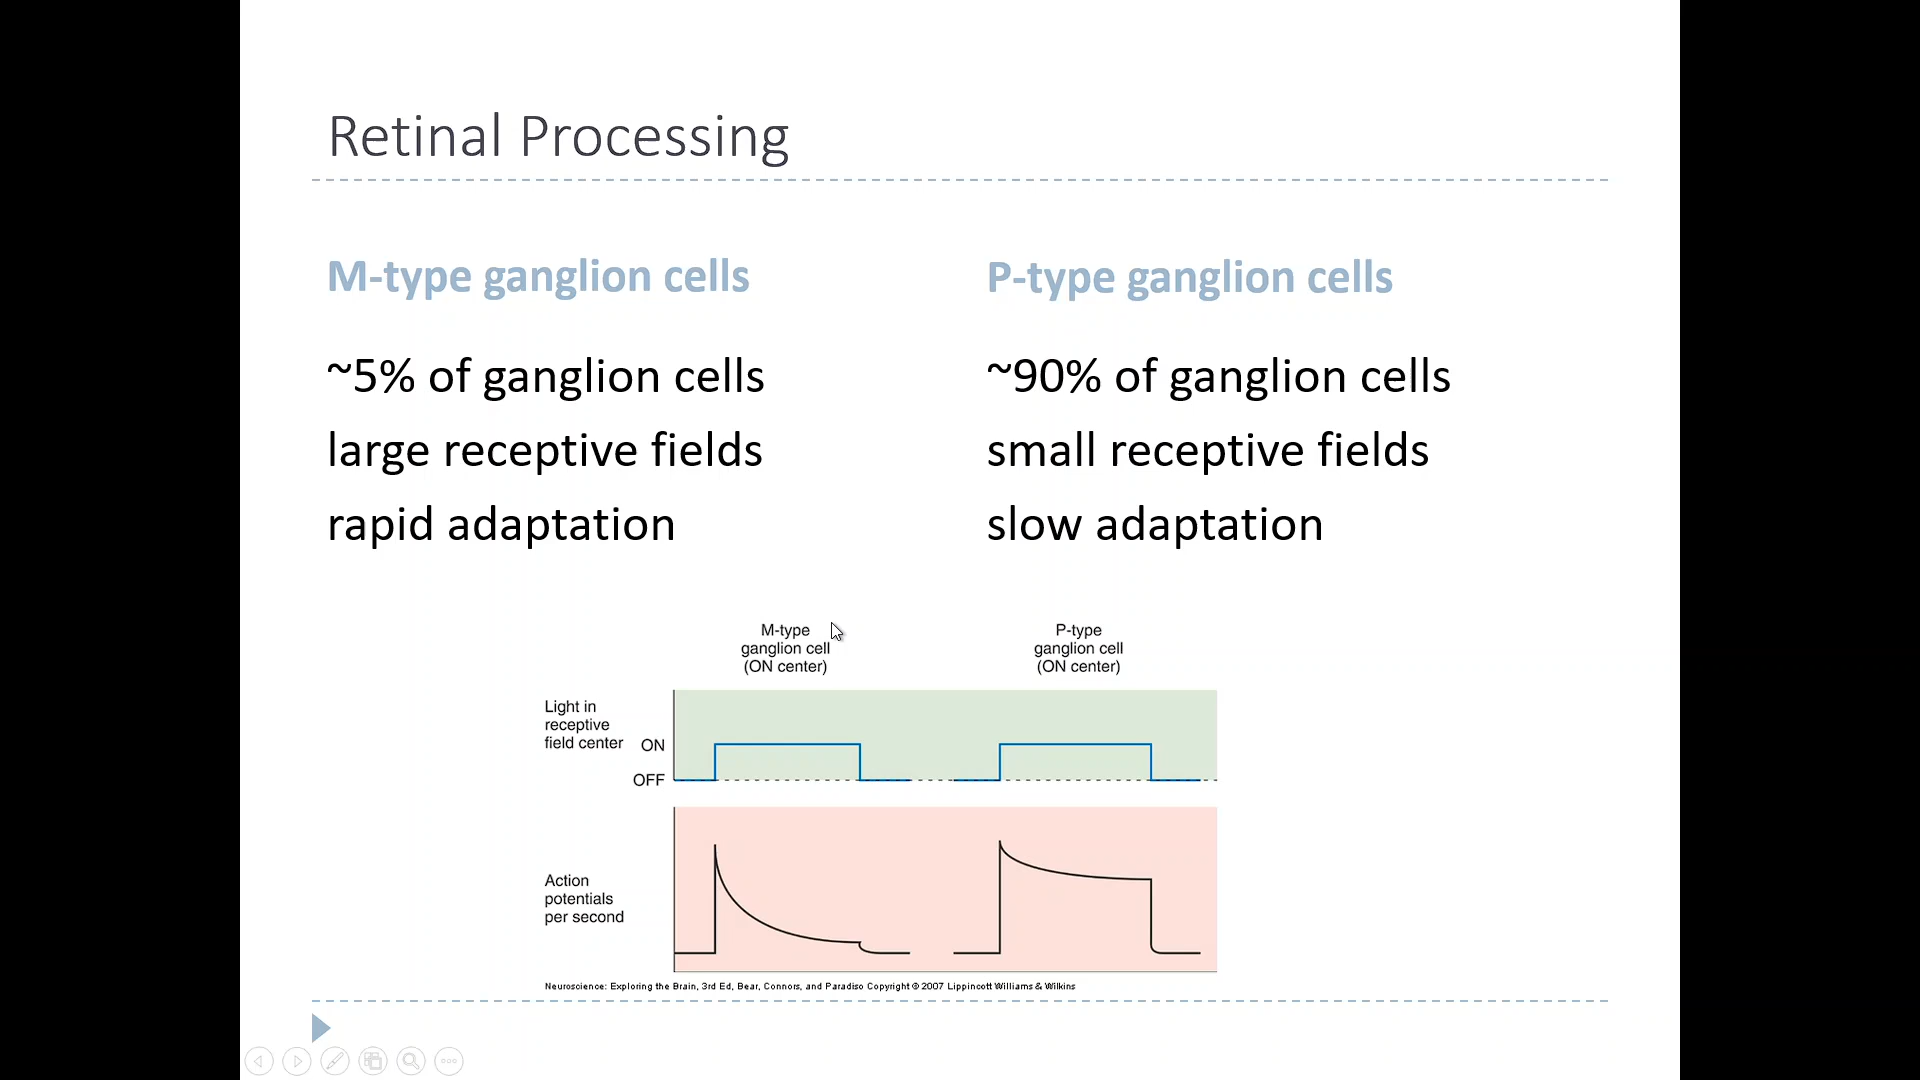 Retinal Processing
M-type ganglion cells
~5% of ganglion cells
large receptive fields
rapid adaptation
P-type ganglion cells
~90% of ganglion cells
small receptive fields
slow adaptation
M-type
ganglion cell
(ON center)
P-type
ganglion cell
(ON center)
Light in
receptive
field center
ON
OFF
Action
potentials
per second
Neuroscience: Exploring the Brain, 3rd Ed, Bear, Connors, and Paradiso Copyright © 2007 Lippincott Williams & Wilkins